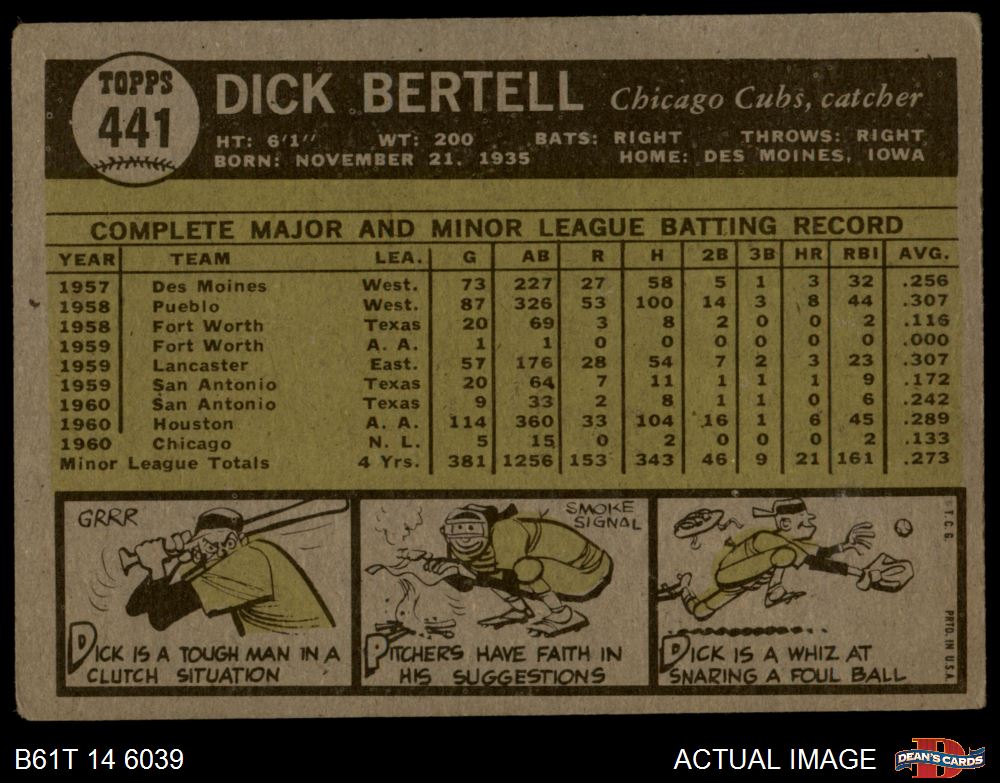 TOPPS
441
DICK BERTELL Chicago Cubs, catcher
HT: 6'1" WT: 200 BATS: RIGHT THROWS: RIGHT
BORN: NOVEMBER 21, 1935 HOME: DES MOINES, IOWA
COMPLETE MAJOR AND MINOR LEAGUE BATTING RECORD
YEAR TEAM LEA. G AB R H 2B 3B HR RBI AVG.
1957 Des Moines West. 73 227 27 58 5 1 3 32 .256
1958 Pueblo West. 87 326 53 100 14 3 8 44 .307
1958 Fort Worth Texas 20 69 3 8 2 0 0 2 .116
1959 Fort Worth A. A. 1 1 0 0 0 0 0 0 .000
1959 Lancaster East. 57 176 28 54 7 2 3 23 .307
1959 San Antonio Texas 20 64 7 11 1 1 1 9 .172
1960 San Antonio Texas 9 33 2 8 1 1 0 6 .242
1960 Houston A. A. 114 360 33 104 16 1 6 45 .289
1960 Chicago N. L. 5 15 0 2 0 0 0 2 .133
Minor League Totals 4 Yrs. 381 1256 153 343 46 9 21 161 .273
GRRR
DICK IS A TOUGH MAN IN A
CLUTCH SITUATION
SMOKE
SIGNAL
PITCHERS HAVE FAITH IN
HIS SUGGESTIONS
DICK IS A WHIZ AT
SNARING A FOUL BALL
T. C. G.
PRTD. IN U.S.A.
B61T 14 6039
ACTUAL IMAGE
DEAN'S CARDS